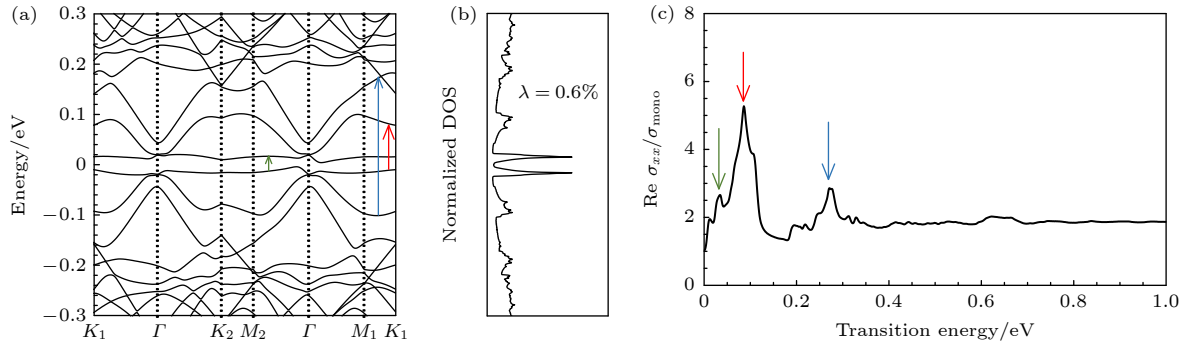 (a)
Energy/eV
0.3
0.2
0.1
0
−0.1
−0.2
−0.3
K1 Γ K2 M2 Γ M1 K1
(b)
Normalized DOS
λ = 0.6%
(c)
Re σxx/σmono
8
6
4
2
0
0 0.2 0.4 0.6 0.8 1.0
Transition energy/eV